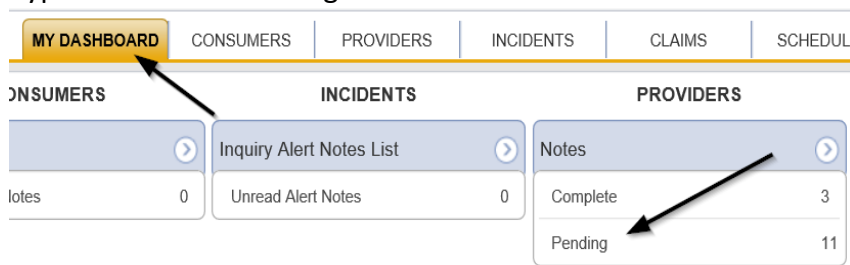 MY DASHBOARD CONSUMERS PROVIDERS INCIDENTS CLAIMS SCHEDUL
ONSUMERS INCIDENTS PROVIDERS
Inquiry Alert Notes List Notes
lotes 0 Unread Alert Notes 0 Complete 3
Pending 11